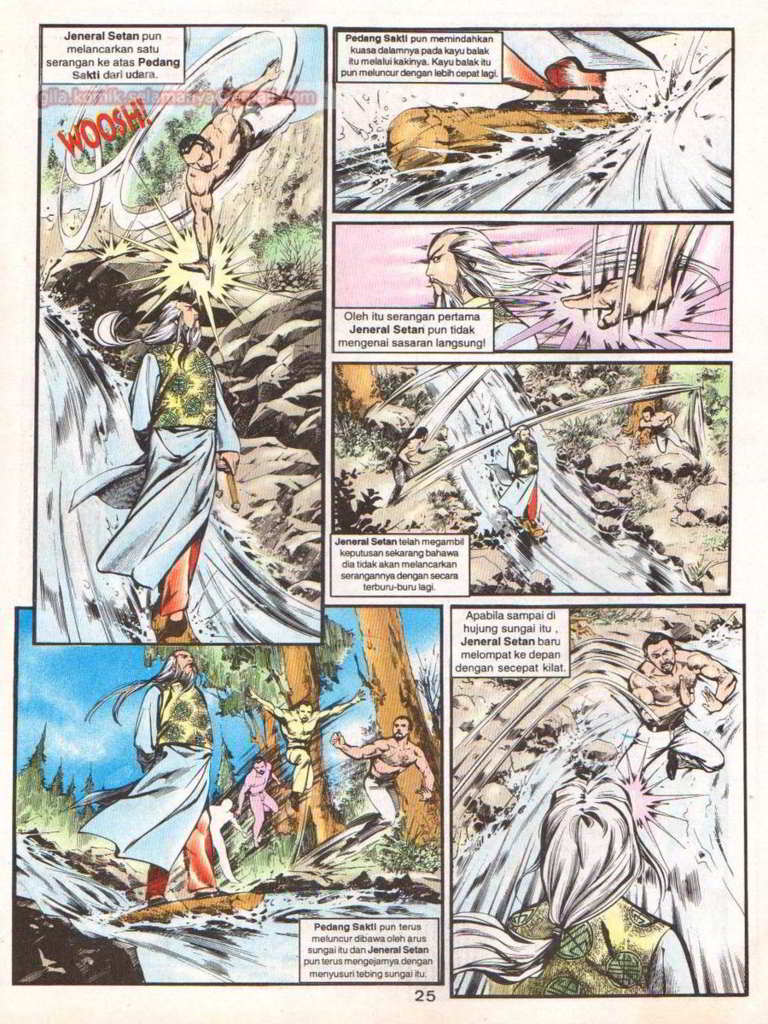 Jeneral Setan pun
melancarkan satu
serangan ke atas Pedang
Sakti dari udara.
WOOSH!
Pedang Sakti pun memindahkan
kuasa dalamnya pada kayu balak
itu melalui kakinya. Kayu balak itu
pun meluncur dengan lebih cepat lagi.
Oleh itu serangan pertama
Jeneral Setan pun tidak
mengenai sasaran langsung!
Jeneral Setan telah megambil
keputusan sekarang bahawa
dia tidak akan melancarkan
serangannya dengan secara
terburu-buru lagi.
Pedang Sakti pun terus
meluncur dibawa oleh arus
sungai itu dan Jeneral Setan
pun terus mengejarnya dengan
menyusuri tebing sungai itu.
Apabila sampai di
hujung sungai itu ,
Jeneral Setan baru
melompat ke depan
dengan secepat kilat.
25